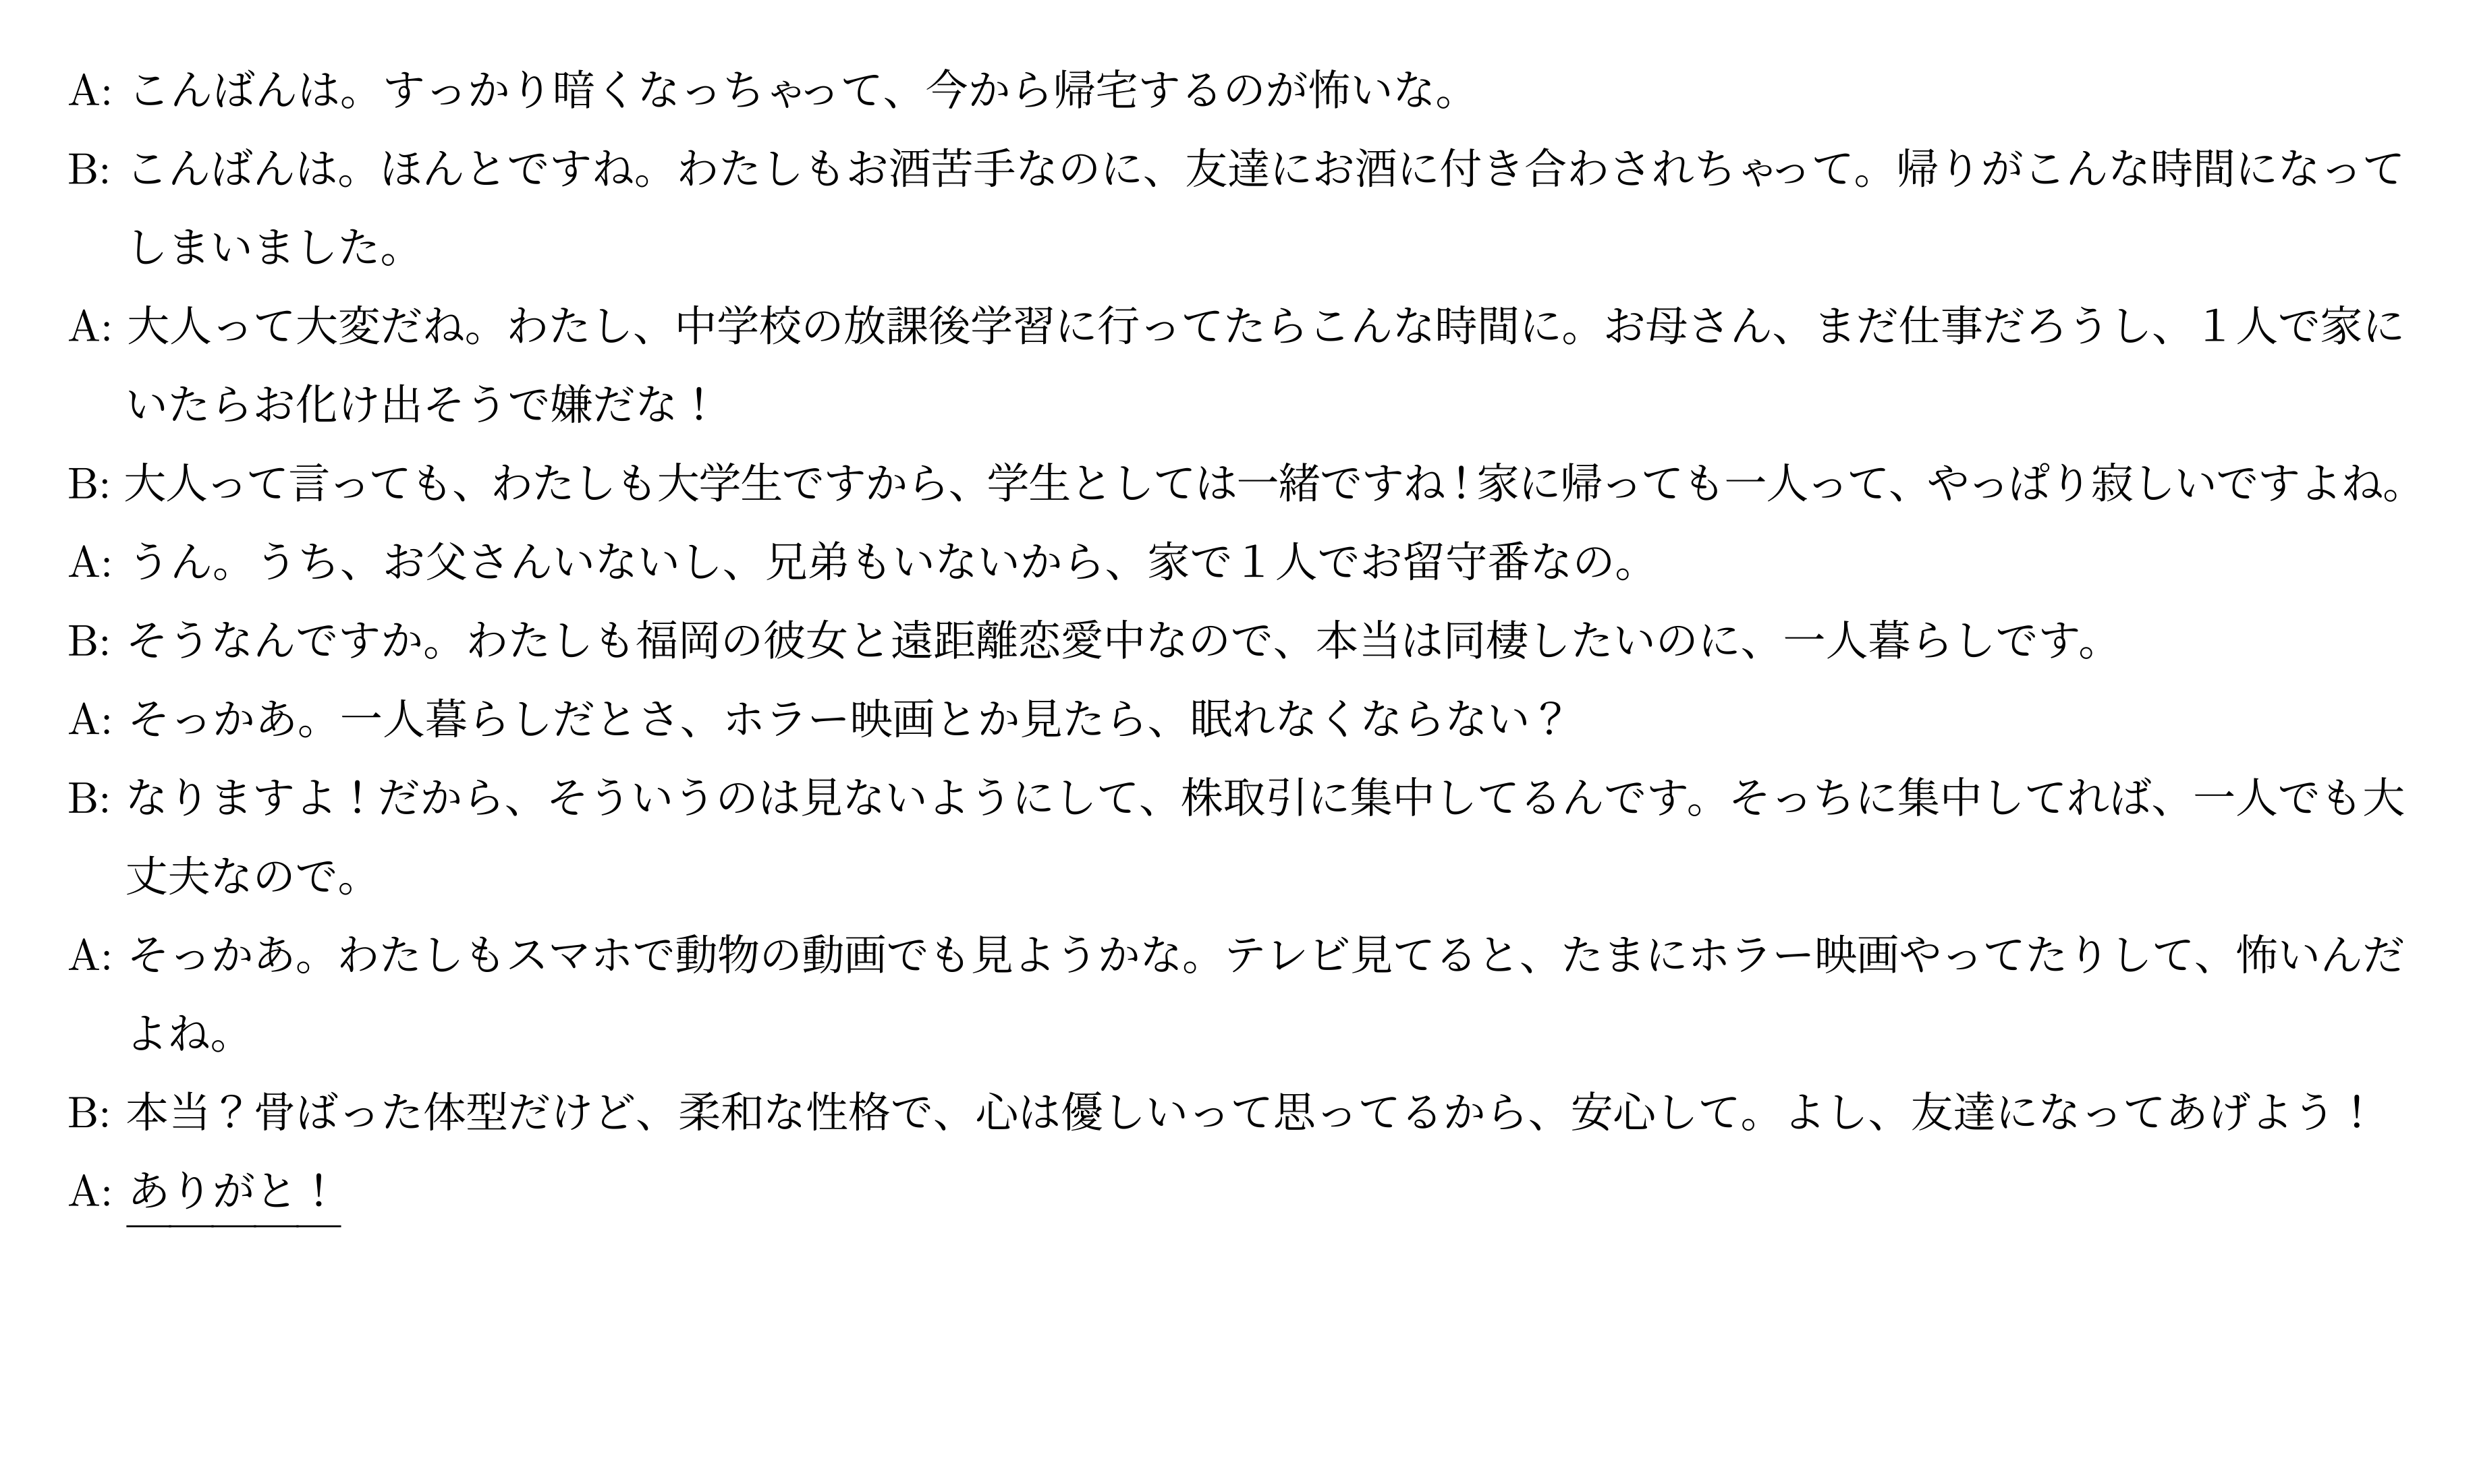 A: こんばんは。すっかり暗くなっちゃって、今から帰宅するのが怖いな。
B: こんばんは。ほんとですね。わたしもお酒苦手なのに、友達にお酒に付き合わされちゃって。帰りがこんな時間になって
しまいました。
A: 大人って大変だね。わたし、中学校の放課後学習に行ってたらこんな時間に。お母さん、まだ仕事だろうし、１人で家に
いたらお化け出そうで嫌だな！
B: 大人って言っても、わたしも大学生ですから、学生としては一緒ですね！家に帰っても一人って、やっぱり寂しいですよね。
A: うん。うち、お父さんいないし、兄弟もいないから、家で１人でお留守番なの。
B: そうなんですか。わたしも福岡の彼女と遠距離恋愛中なので、本当は同棲したいのに、一人暮らしです。
A: そっかあ。一人暮らしだとさ、ホラー映画とか見たら、眠れなくならない？
B: なりますよ！だから、そういうのは見ないようにして、株取引に集中してるんです。そっちに集中してれば、一人でも大
丈夫なので。
A: そっかあ。わたしもスマホで動物の動画でも見ようかな。テレビ見てると、たまにホラー映画やってたりして、怖いんだ
よね。
B: 本当？骨ばった体型だけど、柔和な性格で、心は優しいって思ってるから、安心して。よし、友達になってあげよう！
A: ありがと！